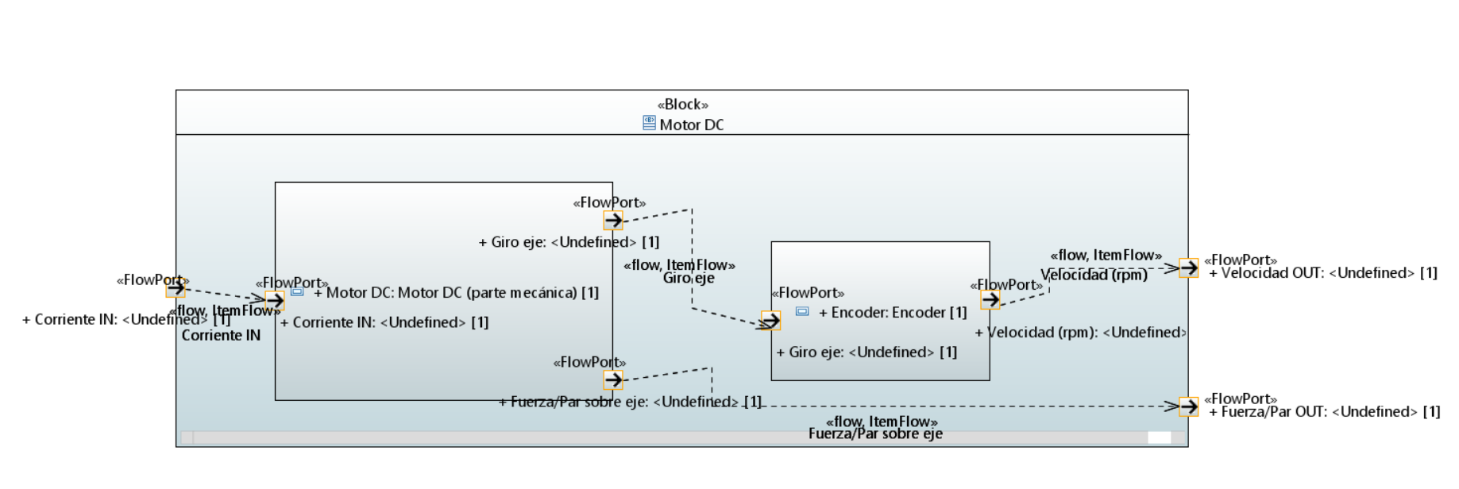 «Block»
Motor DC
«FlowPort»
+ Corriente IN: <Undefined> [1]
«flow, ItemFlow»
Corriente IN
«FlowPort»
+ Motor DC: Motor DC (parte mecánica) [1]
+ Corriente IN: <Undefined> [1]
«FlowPort»
+ Giro eje: <Undefined> [1]
«flow, ItemFlow»
Giro eje
«FlowPort»
+ Fuerza/Par sobre eje: <Undefined> [1]
«FlowPort»
+ Encoder: Encoder [1]
+ Giro eje: <Undefined> [1]
«FlowPort»
+ Velocidad (rpm): <Undefined>
«flow, ItemFlow»
Velocidad (rpm)
«FlowPort»
+ Velocidad OUT: <Undefined> [1]
«flow, ItemFlow»
Fuerza/Par sobre eje
«FlowPort»
+ Fuerza/Par OUT: <Undefined> [1]